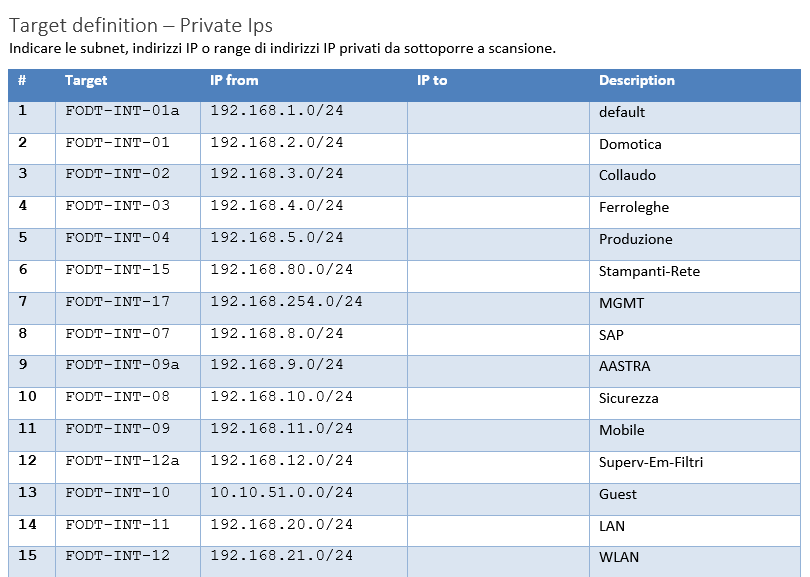 Target definition – Private Ips
Indicare le subnet, indirizzi IP o range di indirizzi IP privati da sottoporre a scansione.
# Target IP from IP to Description
1 FODT-INT-01a 192.168.1.0/24 default
2 FODT-INT-01 192.168.2.0/24 Domotica
3 FODT-INT-02 192.168.3.0/24 Collaudo
4 FODT-INT-03 192.168.4.0/24 Ferroleghe
5 FODT-INT-04 192.168.5.0/24 Produzione
6 FODT-INT-15 192.168.80.0/24 Stampanti-Rete
7 FODT-INT-17 192.168.254.0/24 MGMT
8 FODT-INT-07 192.168.8.0/24 SAP
9 FODT-INT-09a 192.168.9.0/24 AASTRA
10 FODT-INT-08 192.168.10.0/24 Sicurezza
11 FODT-INT-09 192.168.11.0/24 Mobile
12 FODT-INT-12a 192.168.12.0/24 Superv-Em-Filtri
13 FODT-INT-10 10.10.51.0.0/24 Guest
14 FODT-INT-11 192.168.20.0/24 LAN
15 FODT-INT-12 192.168.21.0/24 WLAN